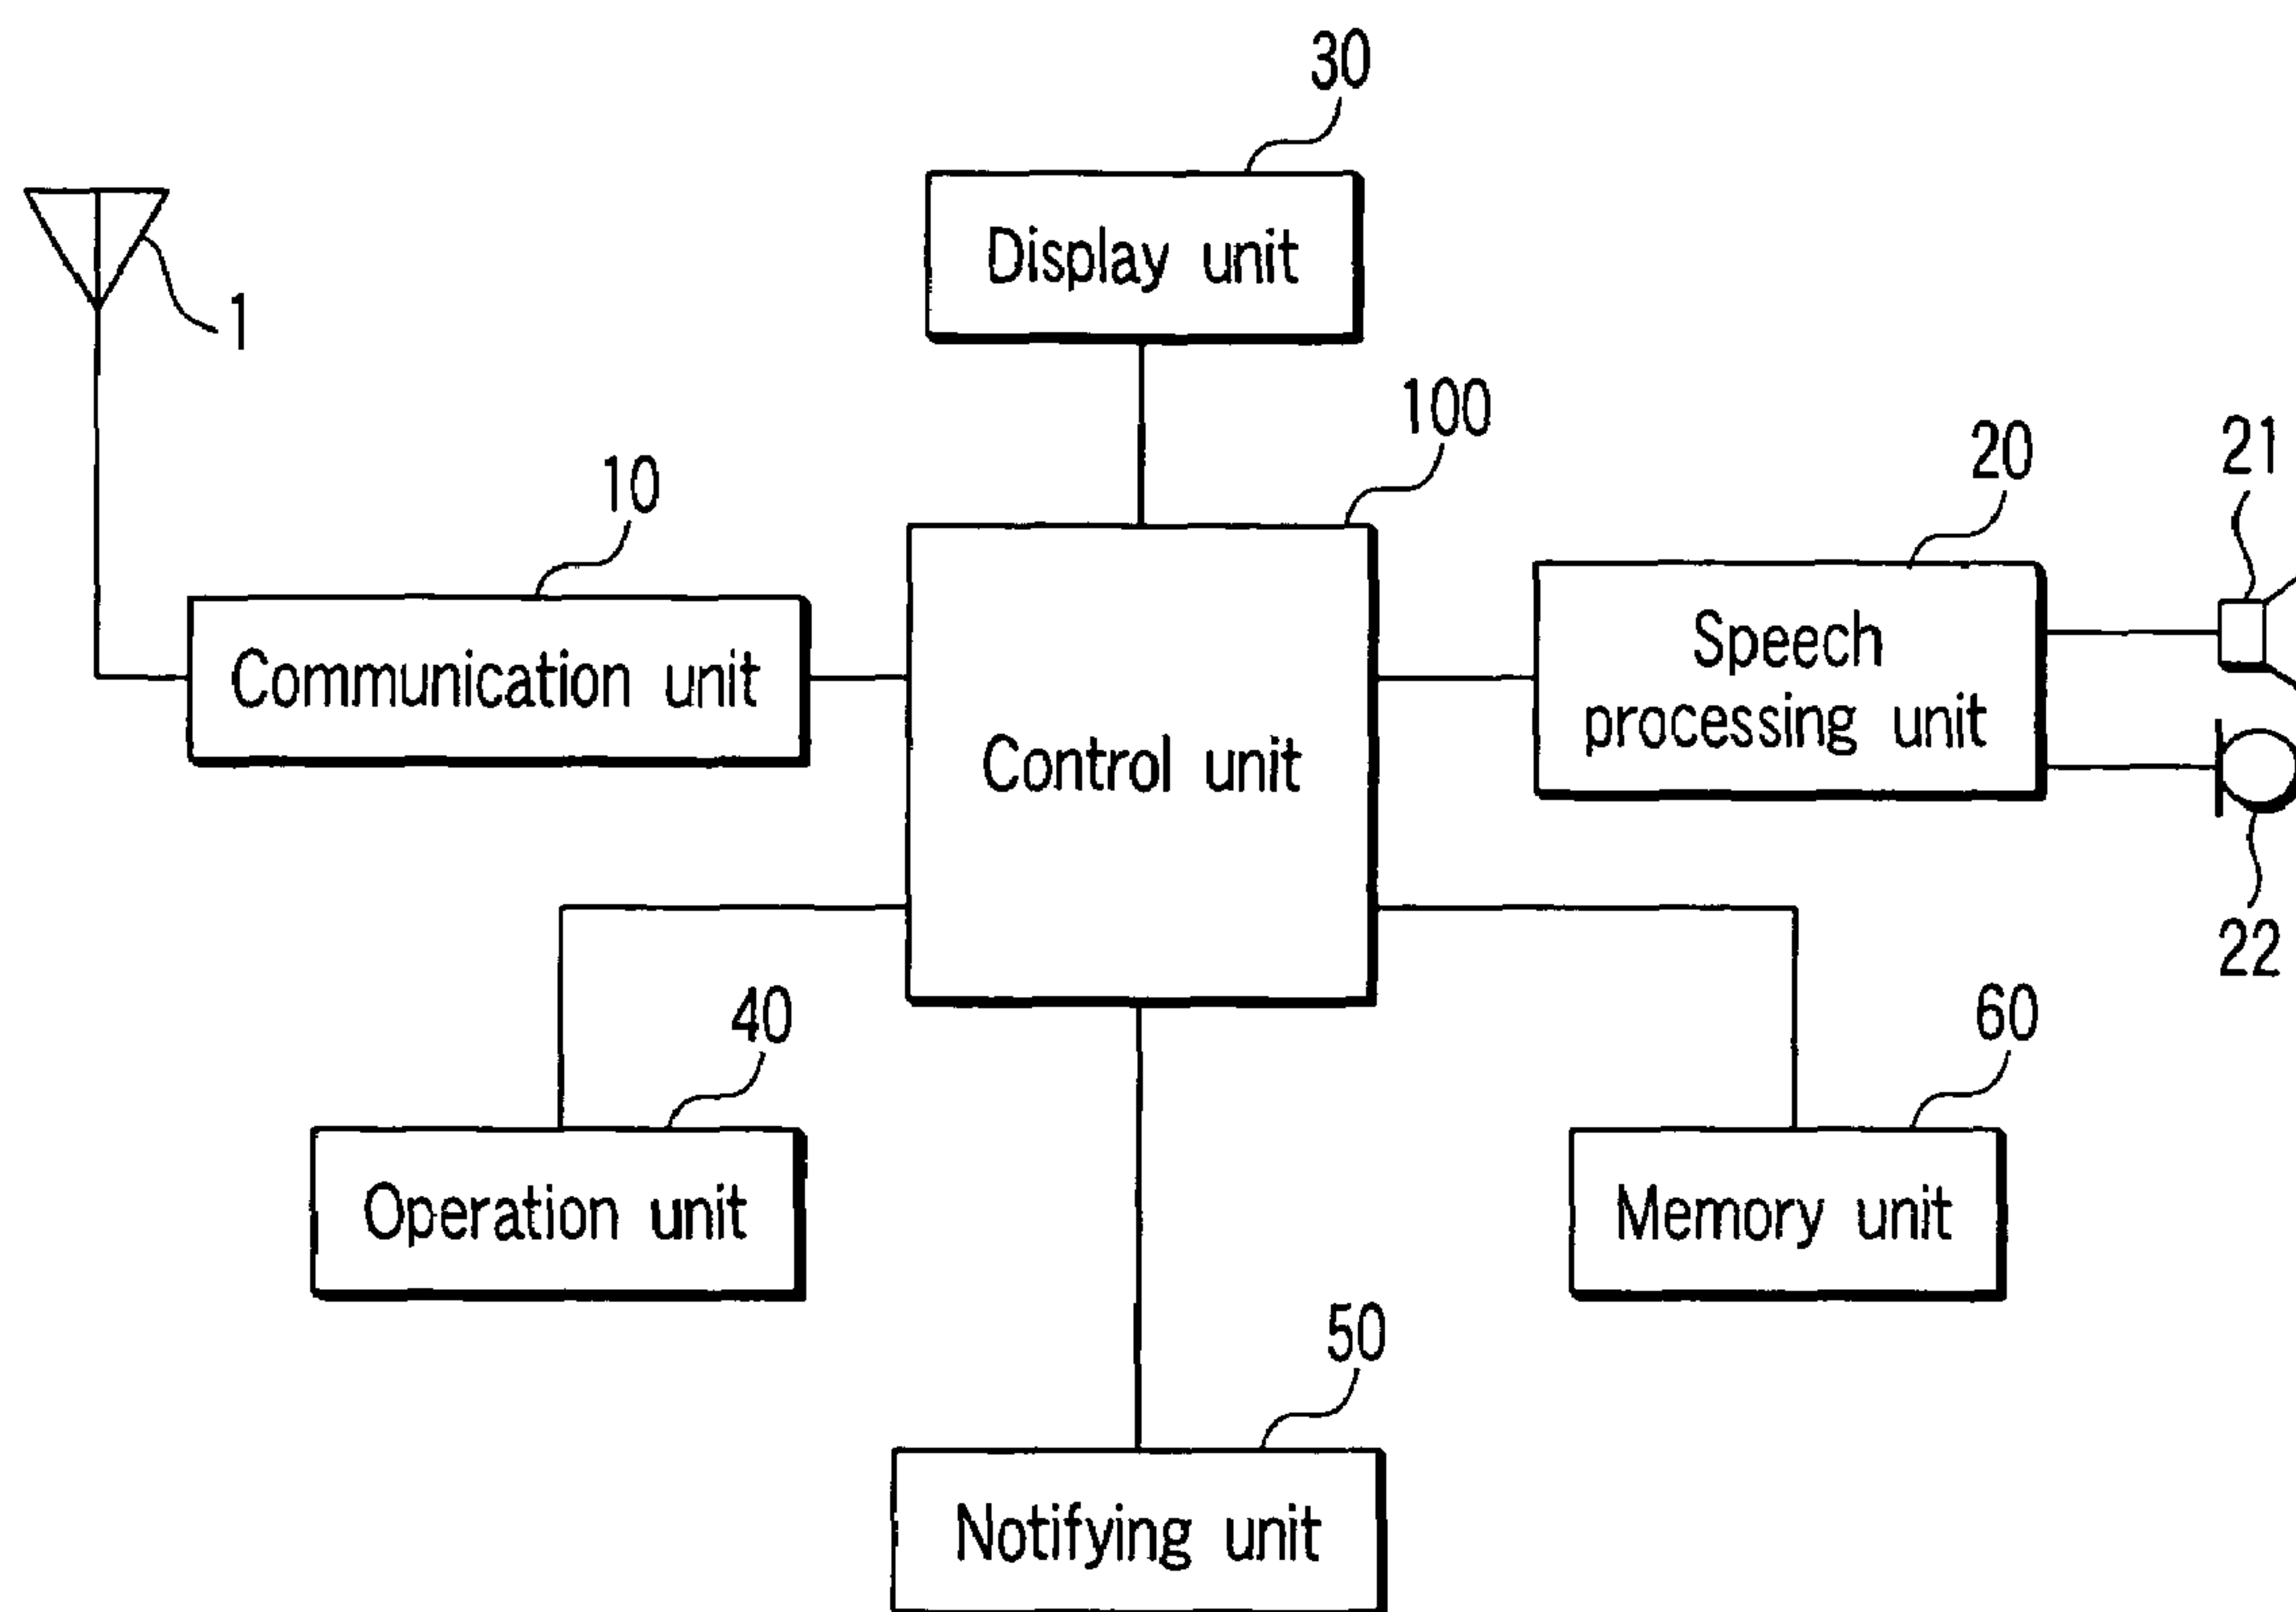 30
Display unit
1
100
10
20
21
Communication unit
Control unit
Speech
processing unit
22
40
60
Operation unit
Memory unit
50
Notifying unit